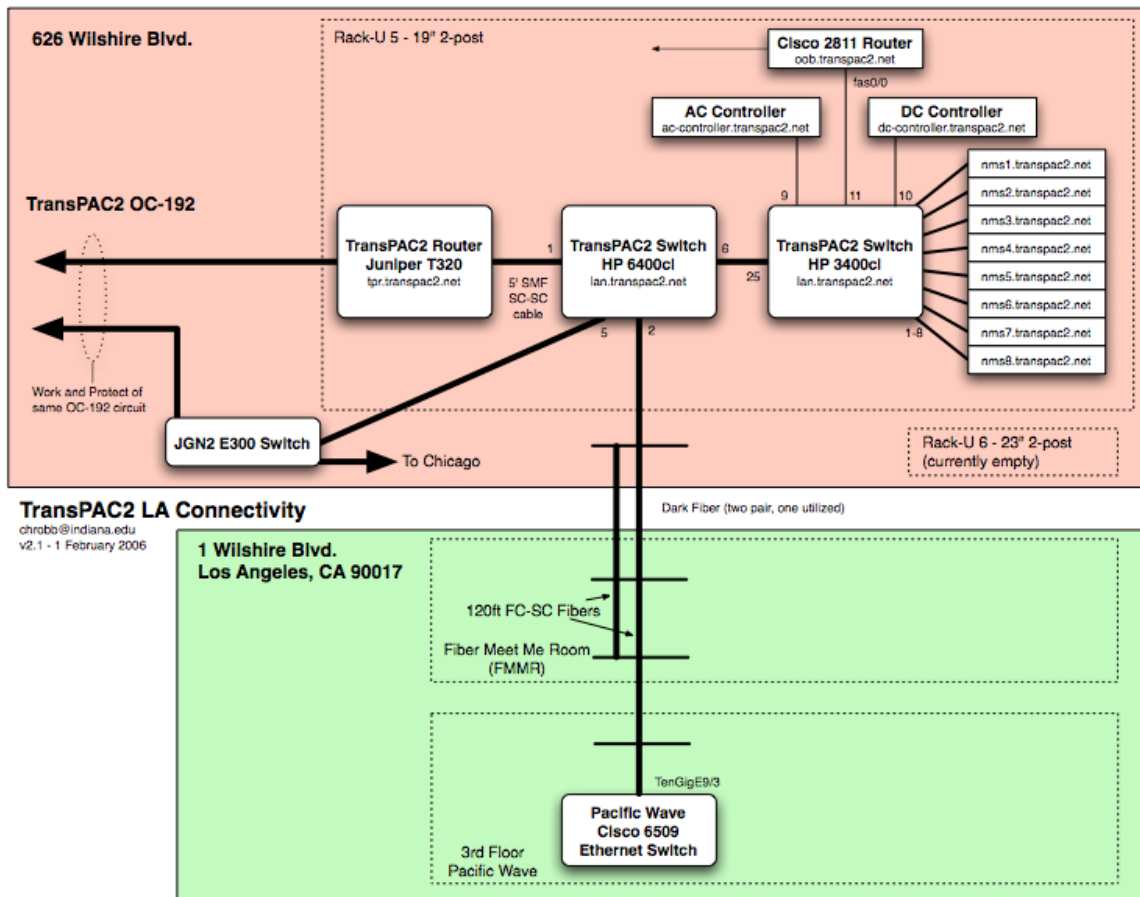 626 Wilshire Blvd.
Rack-U 5 - 19" 2-post
Cisco 2811 Router
oob.transpac2.net
fas0/0
AC Controller
ac-controller.transpac2.net
DC Controller
dc-controller.transpac2.net
9
11
10
nms1.transpac2.net
nms2.transpac2.net
nms3.transpac2.net
nms4.transpac2.net
nms5.transpac2.net
nms6.transpac2.net
nms7.transpac2.net
nms8.transpac2.net
TransPAC2 OC-192
TransPAC2 Router
Juniper T320
tpr.transpac2.net
1
5' SMF
SC-SC
cable
TransPAC2 Switch
HP 6400cl
lan.transpac2.net
6
25
TransPAC2 Switch
HP 3400cl
lan.transpac2.net
5
2
1-8
Work and Protect of
same OC-192 circuit
JGN2 E300 Switch
To Chicago
Rack-U 6 - 23" 2-post
(currently empty)
TransPAC2 LA Connectivity
chrobb@indiana.edu
v2.1 - 1 February 2006
Dark Fiber (two pair, one utilized)
1 Wilshire Blvd.
Los Angeles, CA 90017
120ft FC-SC Fibers
Fiber Meet Me Room
(FMMR)
TenGigE9/3
Pacific Wave
Cisco 6509
Ethernet Switch
3rd Floor
Pacific Wave